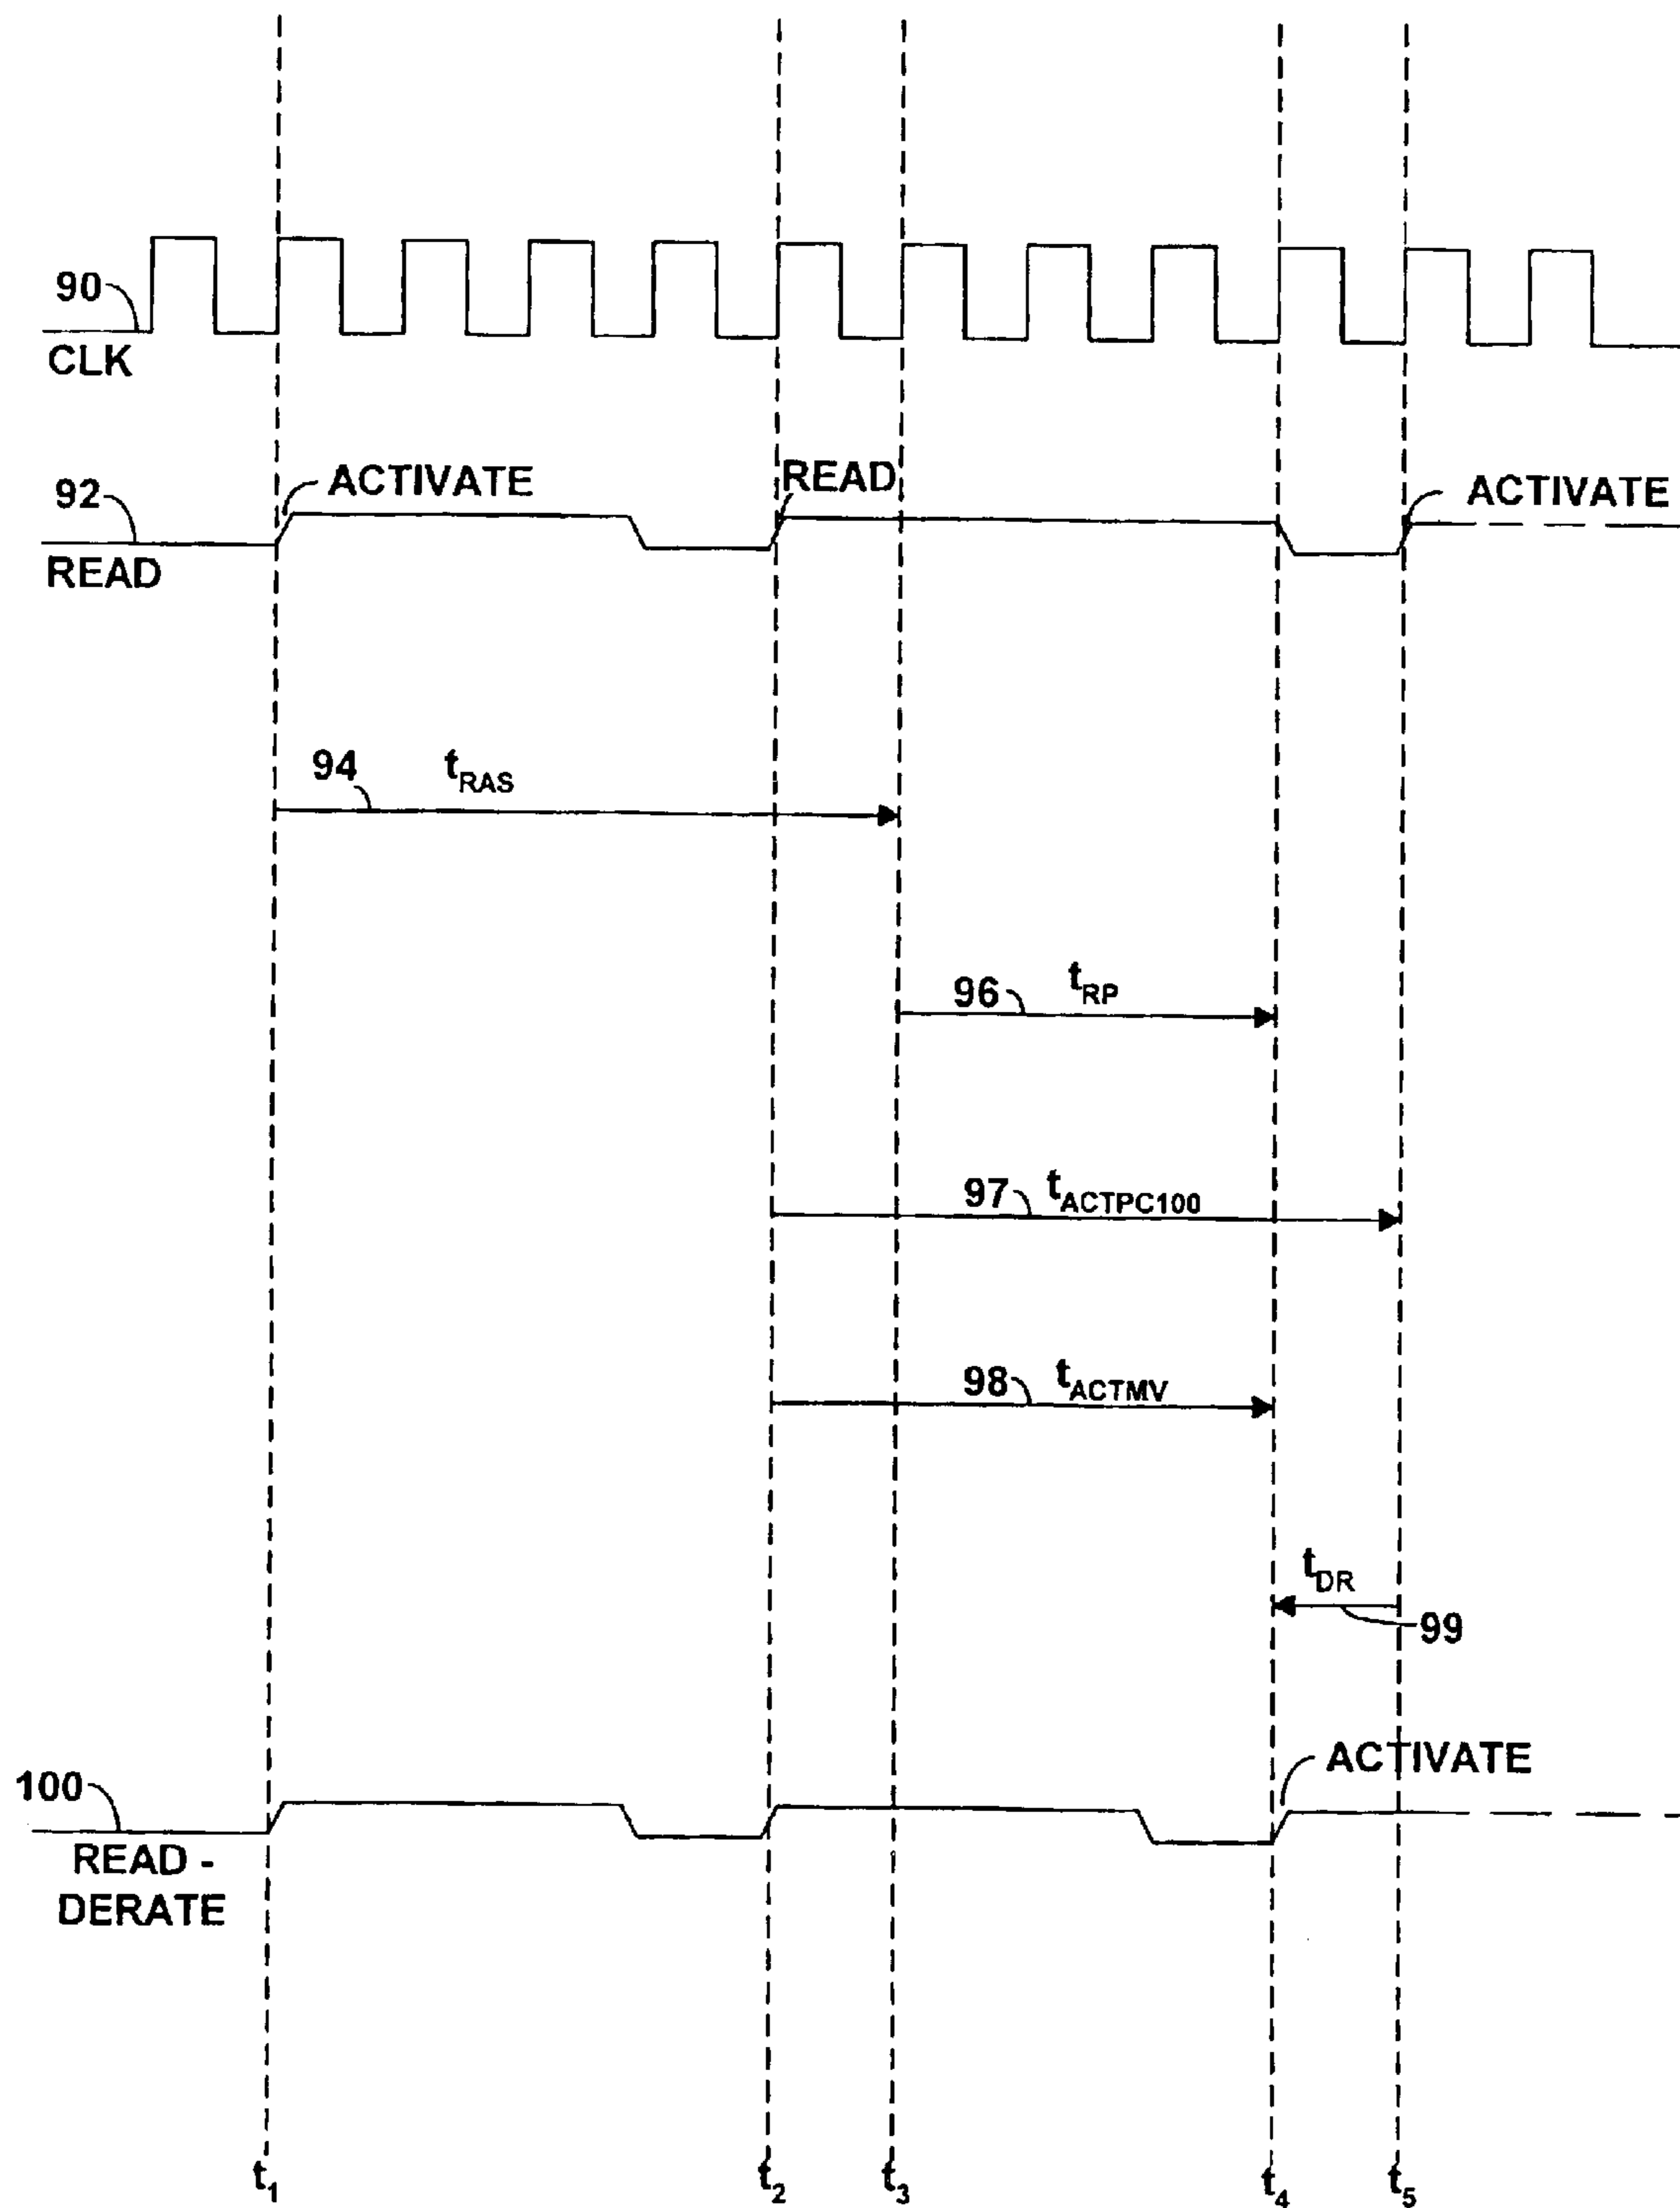 90
CLK
ACTIVATE
READ
ACTIVATE
92
READ
94 tRAS
96 tRP
97 tACTPC100
98 tACTMV
tDR
99
ACTIVATE
100
READ -
DERATE
t1 t2 t3 t4 t5